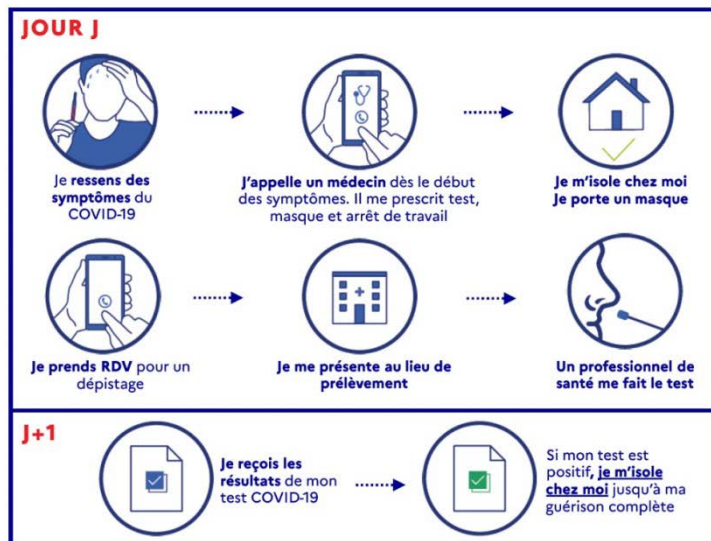 JOUR J
Je ressens des
symptômes du
COVID-19
J'appelle un médecin dès le début
des symptômes. Il me prescrit test,
masque et arrêt de travail
Je m'isole chez moi
Je porte un masque
Je prends RDV pour un
dépistage
Je me présente au lieu de
prélèvement
Un professionnel de
santé me fait le test
J+1
Je reçois les
résultats de mon
test COVID-19
Si mon test est
positif, je m'isole
chez moi jusqu'à ma
guérison complète